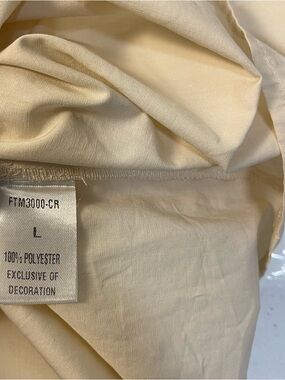 FTM3000-CR
L
100% POLYESTER
EXCLUSIVE OF
DECORATION